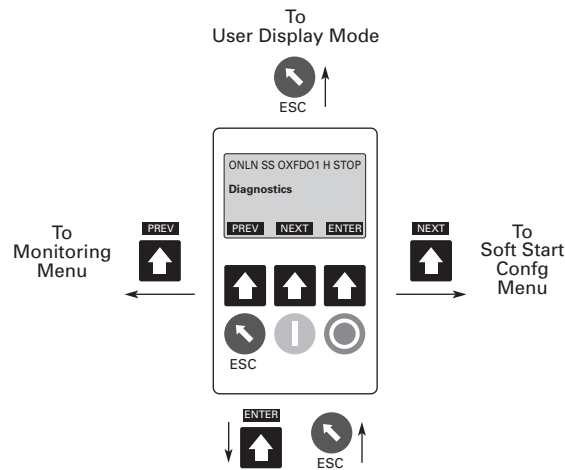 To
User Display Mode
ESC
ONLN SS OXFDO1 H STOP
Diagnostics
PREV NEXT ENTER
To
Monitoring
Menu
PREV
NEXT
To
Soft Start
Confg
Menu
ESC
ENTER
ESC